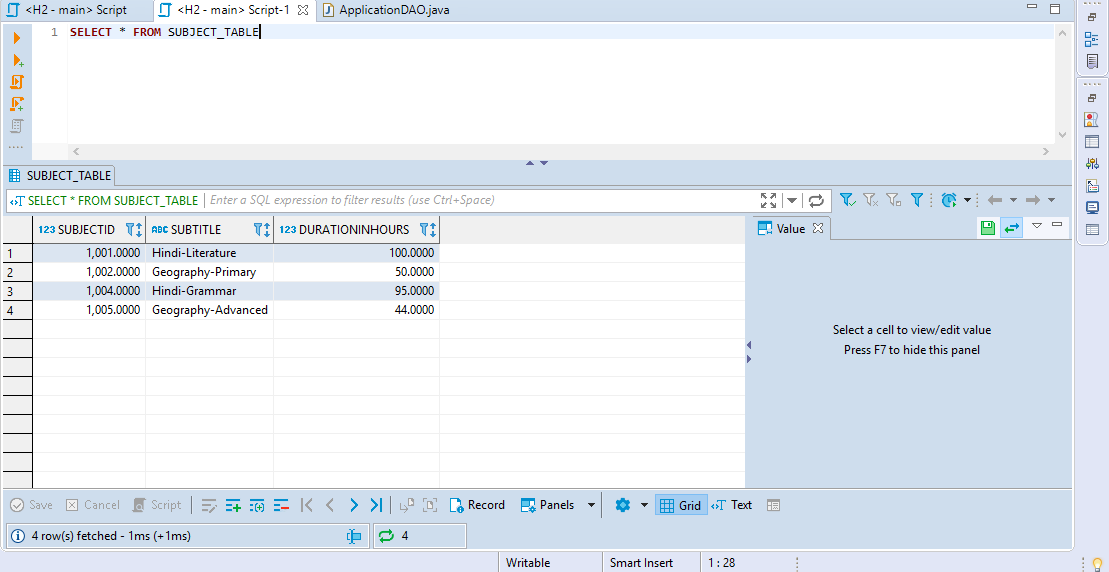 <H2 - main> Script <H2 - main> Script-1 ApplicationDAO.java
1 SELECT * FROM SUBJECT_TABLE
SUBJECT_TABLE
SELECT * FROM SUBJECT_TABLE Enter a SQL expression to filter results (use Ctrl+Space)
123 SUBJECTID ABC SUBTITLE 123 DURATIONINHOURS Value
1 1,001.0000 Hindi-Literature 100.0000
2 1,002.0000 Geography-Primary 50.0000
3 1,004.0000 Hindi-Grammar 95.0000
4 1,005.0000 Geography-Advanced 44.0000
Select a cell to view/edit value
Press F7 to hide this panel
Save Cancel Script Record Panels Grid Text
4 row(s) fetched - 1ms (+1ms) 4
Writable Smart Insert 1 : 28